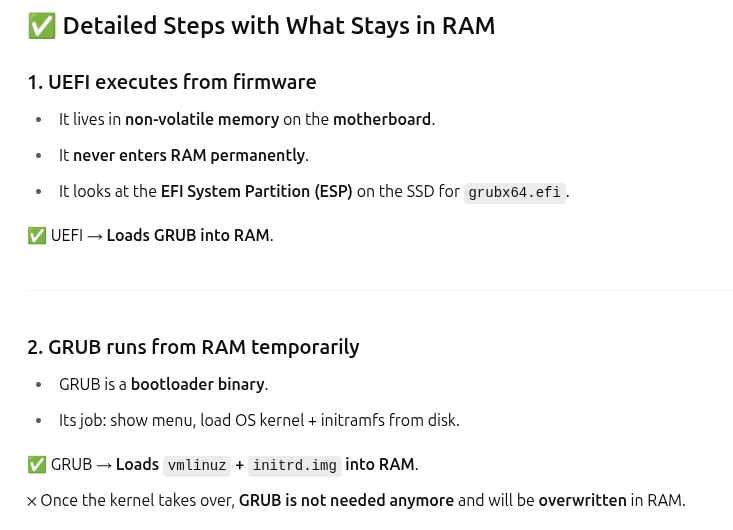 ✅ Detailed Steps with What Stays in RAM
1. UEFI executes from firmware
• It lives in non-volatile memory on the motherboard.
• It never enters RAM permanently.
• It looks at the EFI System Partition (ESP) on the SSD for grubx64.efi.
✅ UEFI → Loads GRUB into RAM.
2. GRUB runs from RAM temporarily
• GRUB is a bootloader binary.
• Its job: show menu, load OS kernel + initramfs from disk.
✅ GRUB → Loads vmlinuz + initrd.img into RAM.
× Once the kernel takes over, GRUB is not needed anymore and will be overwritten in RAM.